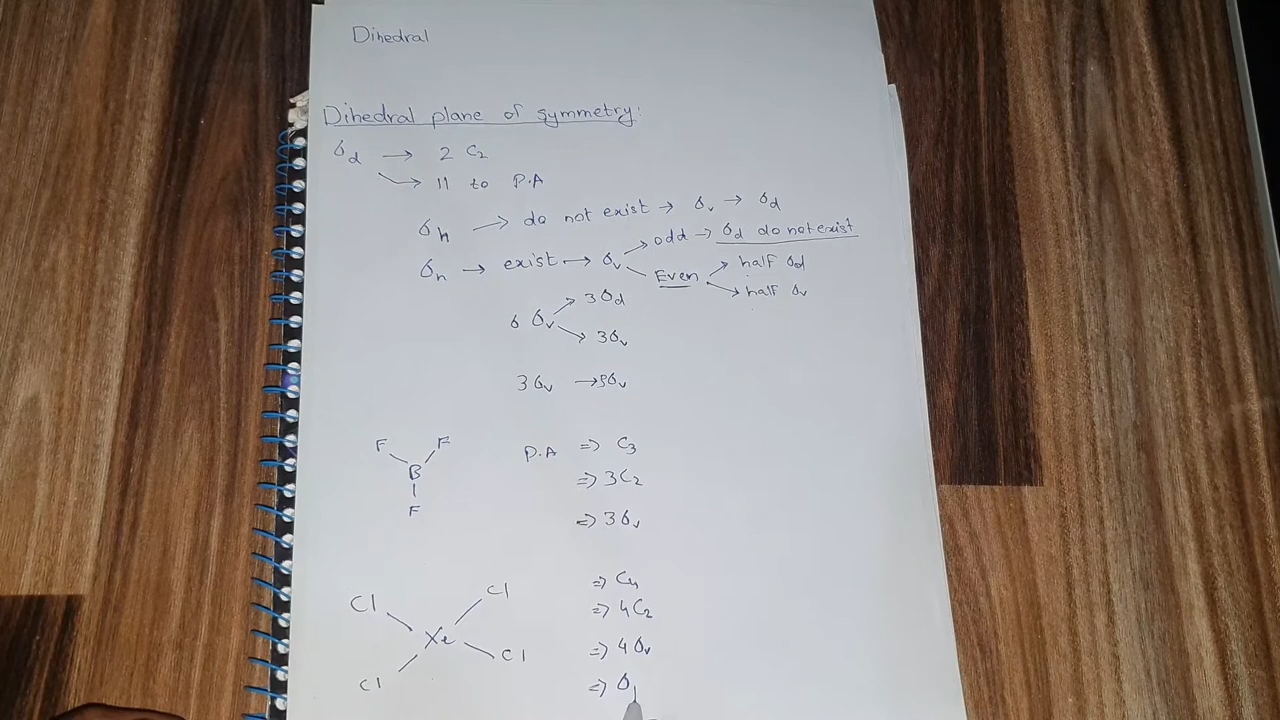 Dihedral
Dihedral plane of symmetry:
σd → 2 C2
→ 11 to P.A
σh → do not exist → σv → σd
σh → exist → σv → odd → σd do not exist
→ Even → half σd
→ half σv
6 σv → 3σd
→ 3σv
3σv → 3σv
F F
B
F
P.A ⇒ C3
⇒ 3C2
⇒ 3σv
Cl Cl
Xe
Cl Cl
⇒ C4
⇒ 4C2
⇒ 4σv
⇒ σ